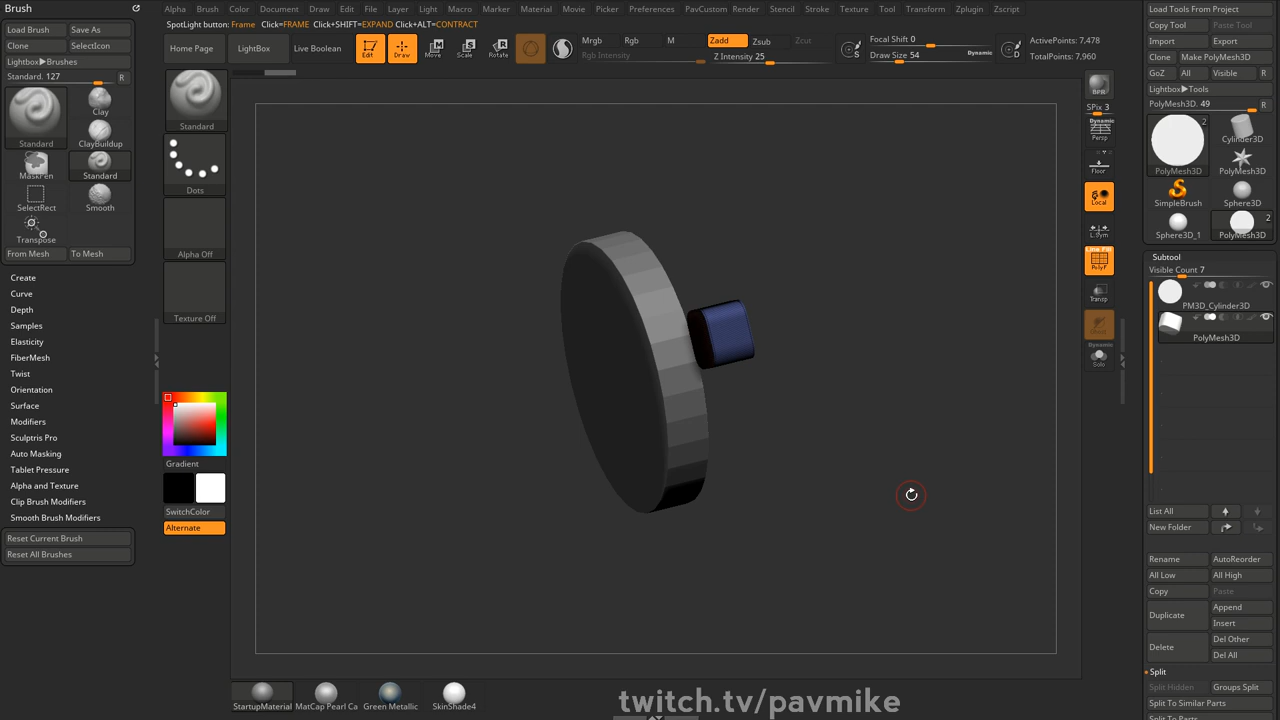 Brush
Alpha Brush Color Document Draw Edit File Layer Light Macro Marker Material Movie Picker Preferences PavCustom Render Stencil Stroke Texture Tool Transform Zplugin Zscript
SpotLight button: Frame Click=FRAME Click+SHIFT=EXPAND Click+ALT=CONTRACT
Load Brush Save As
Clone SelectIcon
Lightbox▶Brushes
Standard. 127 R
Standard
Clay
ClayBuildup
MaskPen Standard
SelectRect Smooth
Transpose
From Mesh To Mesh
Create
Curve
Depth
Samples
Elasticity
FiberMesh
Twist
Orientation
Surface
Modifiers
Sculptris Pro
Auto Masking
Tablet Pressure
Alpha and Texture
Clip Brush Modifiers
Smooth Brush Modifiers
Reset Current Brush
Reset All Brushes
Home Page LightBox Live Boolean Edit Draw Move Scale Rotate
Mrgb Rgb M Zadd Zsub Zcut
Rgb Intensity Z Intensity 25
Focal Shift 0
Draw Size 54 Dynamic
S D
ActivePoints: 7,478
TotalPoints: 7,960
Standard
Dots
Alpha Off
Texture Off
Gradient
SwitchColor
Alternate
StartupMaterial MatCap Pearl Ca Green Metallic SkinShade4
twitch.tv/pavmike
BPR
SPix 3
Dynamic
Persp
Floor
Local
L.Sym
Line Fill
PolyF
Transp
Dynamic
Solo
Load Tools From Project
Copy Tool Paste Tool
Import Export
Clone Make PolyMesh3D
GoZ All Visible R
Lightbox▶Tools
PolyMesh3D. 49 R
2
PolyMesh3D
Cylinder3D
PolyMesh3D
SimpleBrush Sphere3D
2
Sphere3D_1 PolyMesh3D
Subtool
Visible Count 7
PM3D_Cylinder3D
PolyMesh3D
List All
New Folder
Rename AutoReorder
All Low All High
Copy Paste
Duplicate Append
Insert
Delete Del Other
Del All
Split
Split Hidden Groups Split
Split To Similar Parts
Split To Parts